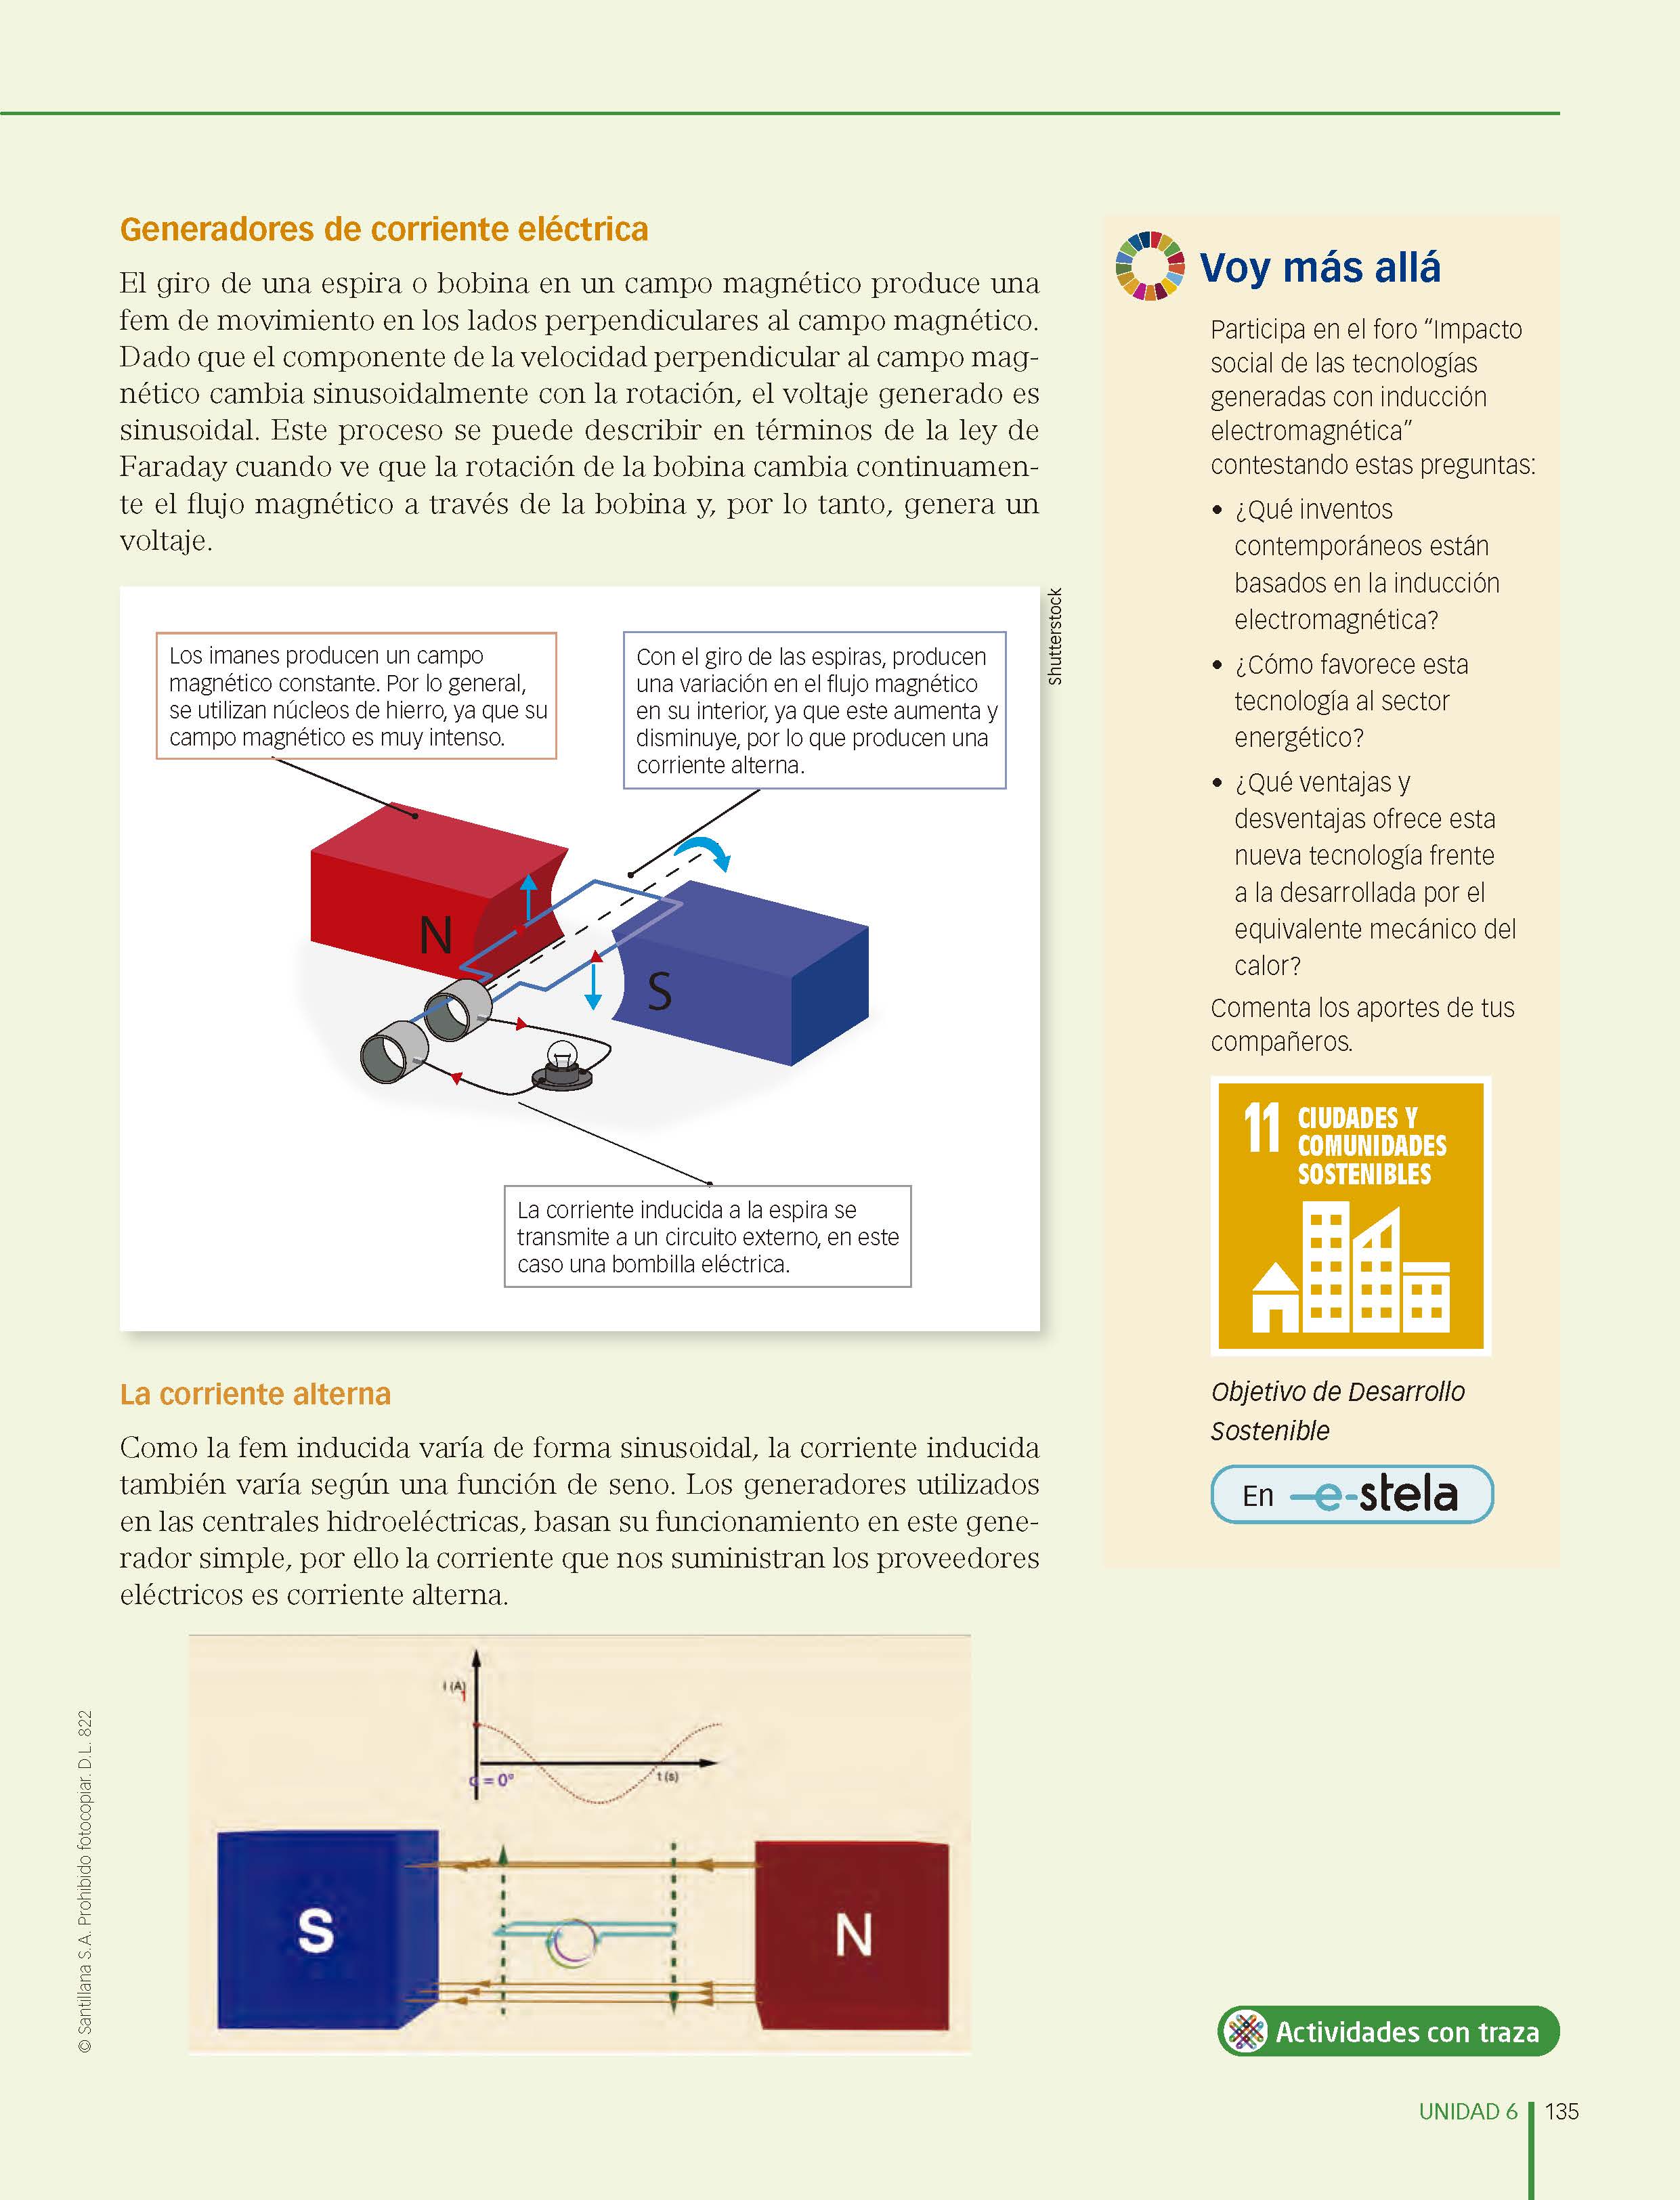 Generadores de corriente eléctrica
El giro de una espira o bobina en un campo magnético produce una
fem de movimiento en los lados perpendiculares al campo magnético.
Dado que el componente de la velocidad perpendicular al campo mag-
nético cambia sinusoidalmente con la rotación, el voltaje generado es
sinusoidal. Este proceso se puede describir en términos de la ley de
Faraday cuando ve que la rotación de la bobina cambia continuamen-
te el flujo magnético a través de la bobina y, por lo tanto, genera un
voltaje.
Shutterstock
Los imanes producen un campo
magnético constante. Por lo general,
se utilizan núcleos de hierro, ya que su
campo magnético es muy intenso.
Con el giro de las espiras, producen
una variación en el flujo magnético
en su interior, ya que este aumenta y
disminuye, por lo que producen una
corriente alterna.
N
S
La corriente inducida a la espira se
transmite a un circuito externo, en este
caso una bombilla eléctrica.
La corriente alterna
Como la fem inducida varía de forma sinusoidal, la corriente inducida
también varía según una función de seno. Los generadores utilizados
en las centrales hidroeléctricas, basan su funcionamiento en este gene-
rador simple, por ello la corriente que nos suministran los proveedores
eléctricos es corriente alterna.
I (A)
1
α = 0°
t (s)
S
N
© Santillana S.A. Prohibido fotocopiar. D.L. 822
Voy más allá
Participa en el foro “Impacto
social de las tecnologías
generadas con inducción
electromagnética”
contestando estas preguntas:
• ¿Qué inventos
contemporáneos están
basados en la inducción
electromagnética?
• ¿Cómo favorece esta
tecnología al sector
energético?
• ¿Qué ventajas y
desventajas ofrece esta
nueva tecnología frente
a la desarrollada por el
equivalente mecánico del
calor?
Comenta los aportes de tus
compañeros.
11 CIUDADES Y
COMUNIDADES
SOSTENIBLES
Objetivo de Desarrollo
Sostenible
En e-stela
Actividades con traza
UNIDAD 6 135